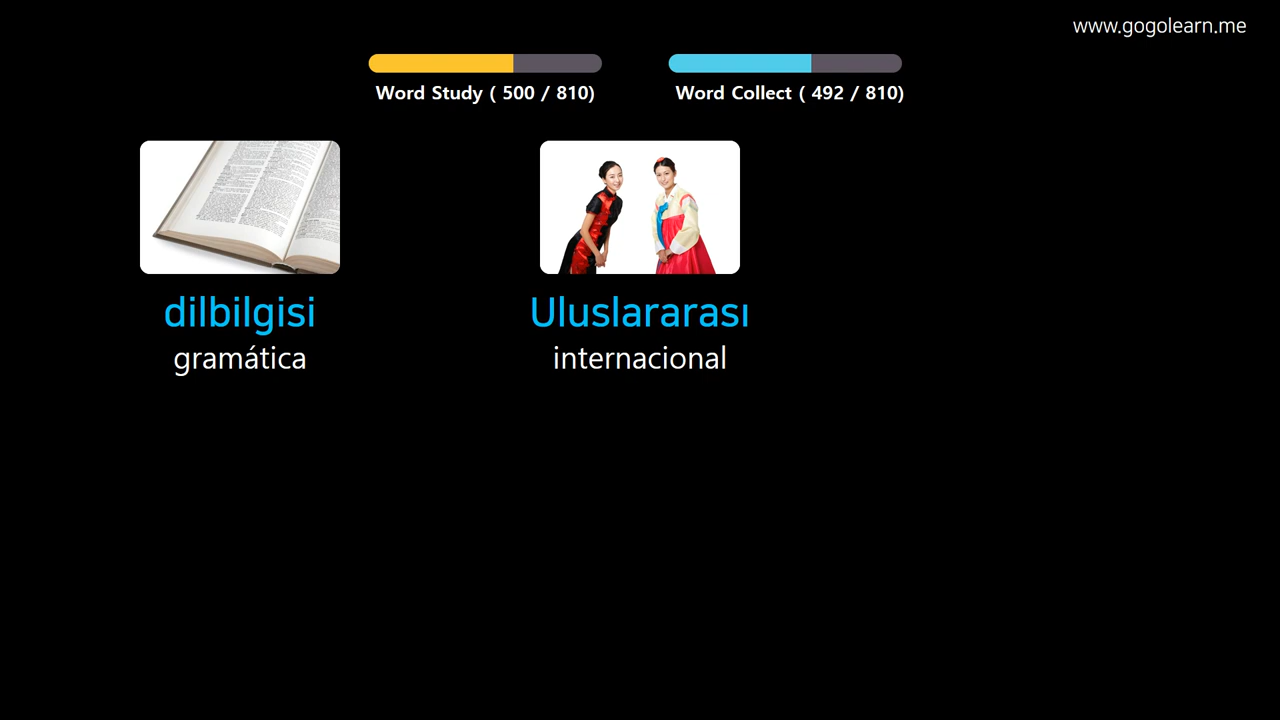 www.gogolearn.me
Word Study ( 500 / 810)
Word Collect ( 492 / 810)
dilbilgisi
gramática
Uluslararası
internacional